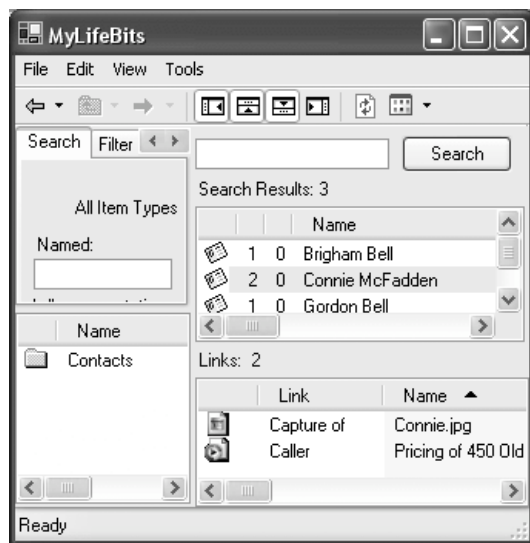 MyLifeBits
File Edit View Tools
Search Filter
Search
All Item Types
Named:
Search Results: 3
Name
1 0 Brigham Bell
2 0 Connie McFadden
1 0 Gordon Bell
Name
Contacts
Links: 2
Link Name
Capture of Connie.jpg
Caller Pricing of 450 Old
Ready